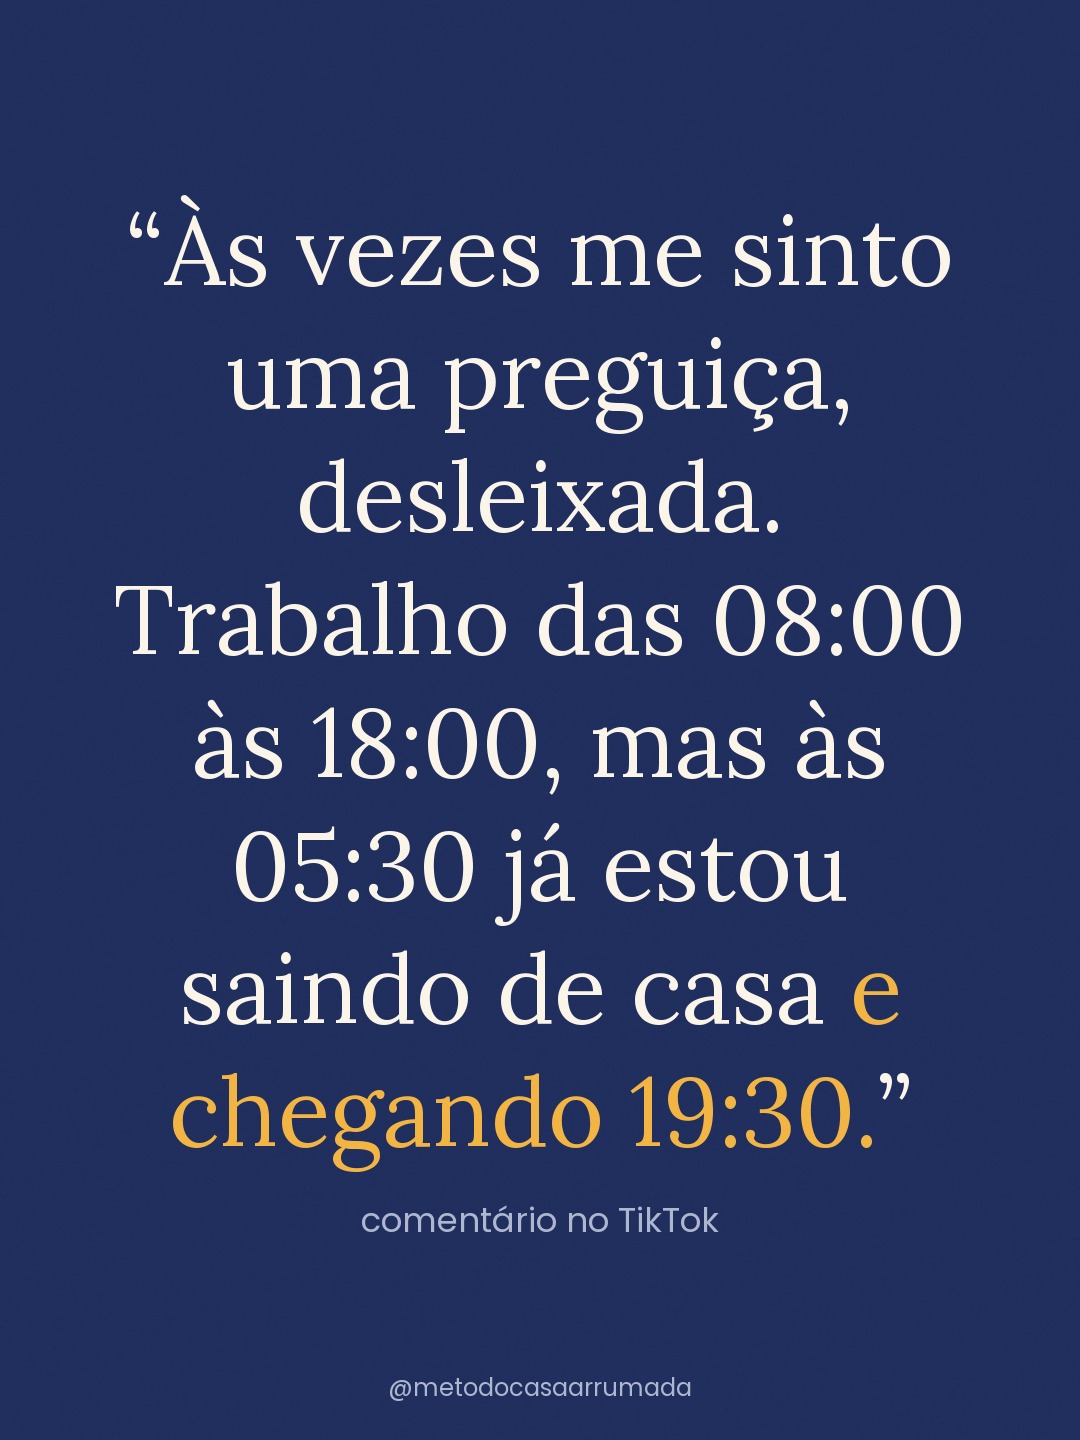 “Às vezes me sinto
uma preguiça,
desleixada.
Trabalho das 08:00
às 18:00, mas às
05:30 já estou
saindo de casa e
chegando 19:30.”
comentário no TikTok
@metodocasaarrumada